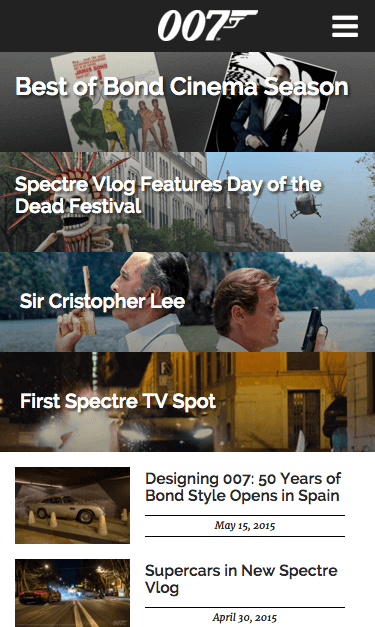 007
Best of Bond Cinema Season
JAMES
BOND
Spectre Vlog Features Day of the
Dead Festival
Sir Cristopher Lee
First Spectre TV Spot
Designing 007: 50 Years of
Bond Style Opens in Spain
May 15, 2015
Supercars in New Spectre
Vlog
April 30, 2015